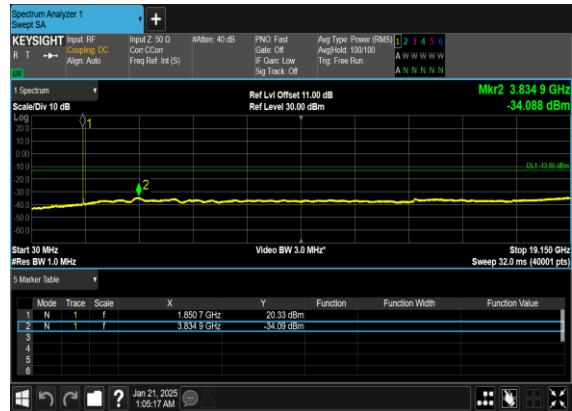 Spectrum Analyzer 1
Swept SA
+
KEYSIGHT Input: RF Input Z: 50 Ω #Atten: 40 dB PNO: Fast Avg Type: Power (RMS) 1 2 3 4 5 6
R T Coupling: DC Corr CCorr Gate: Off Avg|Hold: 100/100 A W W W W W
Align: Auto Freq Ref: Int (S) IF Gain: Low Trig: Free Run
Sig Track: Off A N N N N N
1 Spectrum Ref Lvl Offset 11.00 dB Mkr2 3.834 9 GHz
Scale/Div 10 dB Ref Level 30.00 dBm -34.088 dBm
Log
20.0
10.0
0.00
-10.0
-20.0
-30.0
-40.0
-50.0
-60.0
1
2
DL1 -13.00 dBm
Start 30 MHz Video BW 3.0 MHz* Stop 19.150 GHz
#Res BW 1.0 MHz Sweep 32.0 ms (40001 pts)
5 Marker Table
Mode Trace Scale X Y Function Function Width Function Value
1 N 1 f 1.850 7 GHz 20.33 dBm
2 N 1 f 3.834 9 GHz -34.09 dBm
3
4
5
6
? Jan 21, 2025
1:05:17 AM